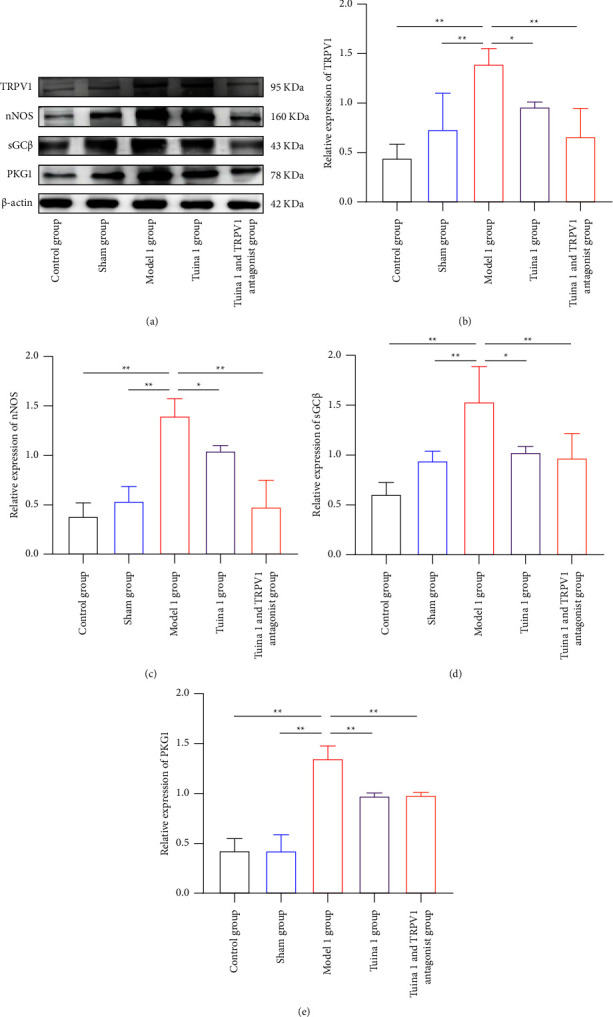 TRPV1
95 KDa
nNOS
160 KDa
sGCβ
43 KDa
PKG1
78 KDa
β-actin
42 KDa
Control group
Sham group
Model 1 group
Tuina 1 group
Tuina 1 and TRPV1
antagonist group
(a)
Relative expression of TRPV1
2.0
1.5
1.0
0.5
0.0
**
**
**
*
Control group
Sham group
Model 1 group
Tuina 1 group
Tuina 1 and TRPV1
antagonist group
(b)
Relative expression of nNOS
2.0
1.5
1.0
0.5
0.0
**
**
**
*
Control group
Sham group
Model 1 group
Tuina 1 group
Tuina 1 and TRPV1
antagonist group
(c)
Relative expression of sGCβ
2.0
1.5
1.0
0.5
0.0
**
**
**
*
Control group
Sham group
Model 1 group
Tuina 1 group
Tuina 1 and TRPV1
antagonist group
(d)
Relative expression of PKG1
2.0
1.5
1.0
0.5
0.0
**
**
**
**
Control group
Sham group
Model 1 group
Tuina 1 group
Tuina 1 and TRPV1
antagonist group
(e)